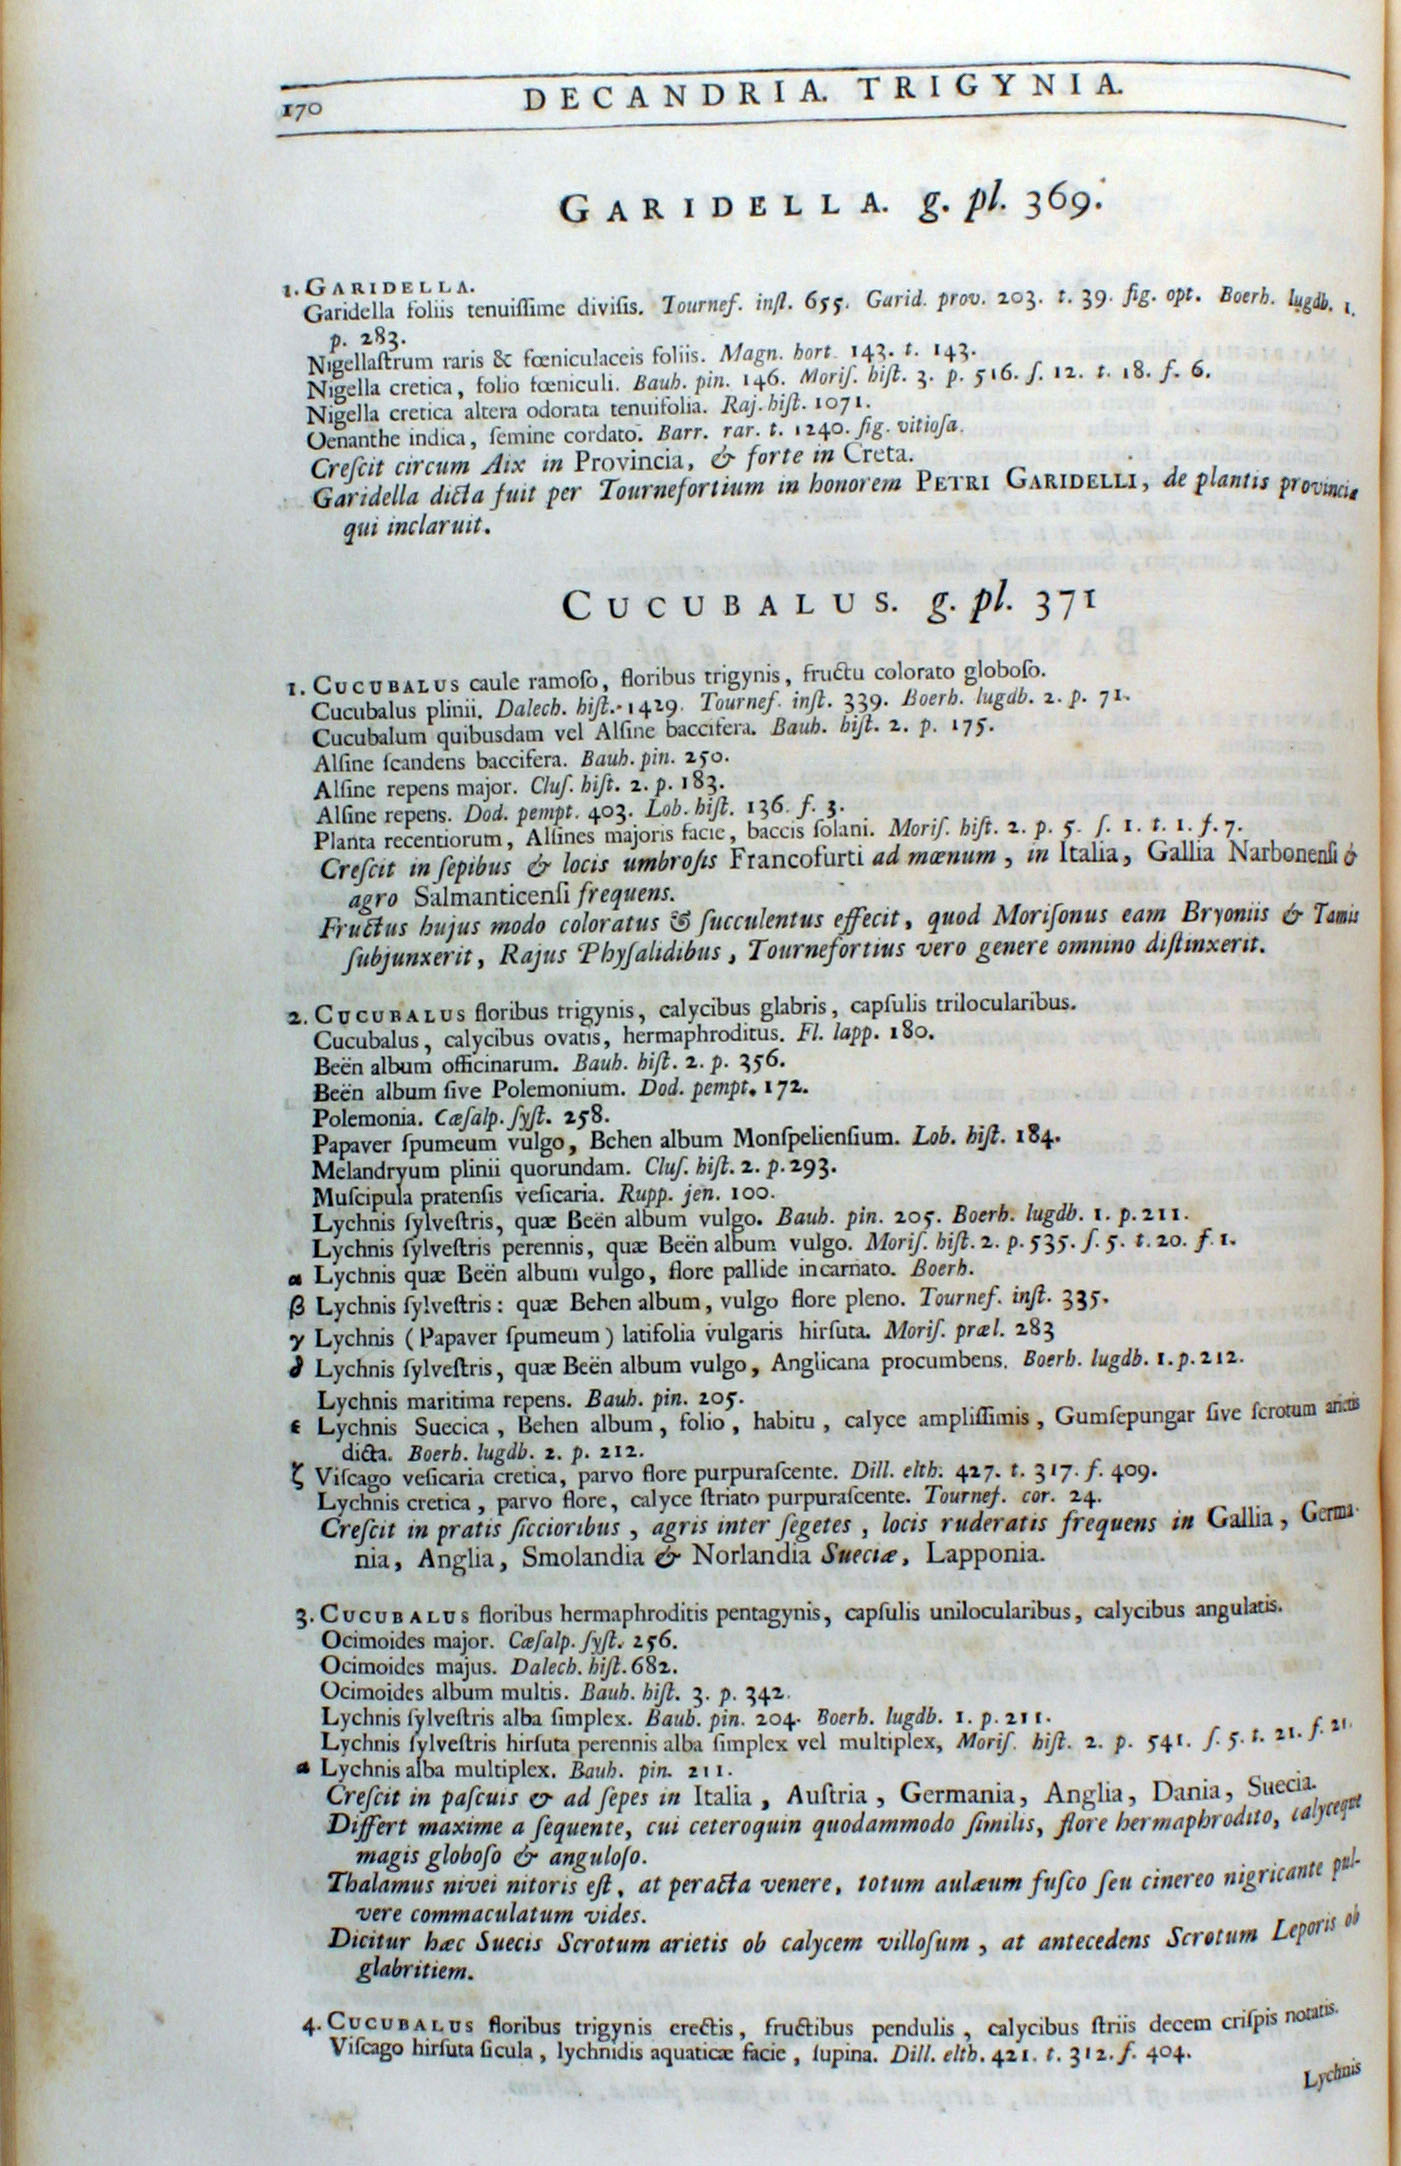 170
DECANDRIA. TRIGYNIA.
GARIDELLA. g. pl. 369.
1. GARIDELLA.
Garidella foliis tenuiſſime diviſis. Tournef. inſt. 655. Garid. prov. 203. t. 39. fig. opt. Boerh. lugdb. 1.
p. 283.
Nigellaſtrum raris & fœniculaceis foliis. Magn. hort. 143. t. 143.
Nigella cretica, folio fœniculi. Bauh. pin. 146. Moriſ. hiſt. 3. p. 516. ſ. 12. t. 18. f. 6.
Nigella cretica altera odorata tenuifolia. Raj. hiſt. 1071.
Oenanthe indica, ſemine cordato. Barr. rar. t. 1240. fig. vitioſa.
Creſcit circum Aix in Provincia, & forte in Creta.
Garidella dicta fuit per Tournefortium in honorem PETRI GARIDELLI, de plantis provinciæ
qui inclaruit.
CUCUBALUS. g. pl. 371
1. CUCUBALUS caule ramoſo, floribus trigynis, fructu colorato globoſo.
Cucubalus plinii. Dalech. hiſt. 1429. Tournef. inſt. 339. Boerh. lugdb. 2. p. 71.
Cucubalum quibusdam vel Alſine baccifera. Bauh. hiſt. 2. p. 175.
Alſine ſcandens baccifera. Bauh. pin. 250.
Alſine repens major. Cluſ. hiſt. 2. p. 183.
Alſine repens. Dod. pempt. 403. Lob. hiſt. 136. f. 3.
Planta recentiorum, Alſines majoris facie, baccis ſolani. Moriſ. hiſt. 2. p. 5. ſ. 1. t. 1. f. 7.
Creſcit in ſepibus & locis umbroſis Francofurti ad mœnum, in Italia, Gallia Narbonenſi &
agro Salmanticenſi frequens.
Fructus hujus modo coloratus & ſucculentus effecit, quod Moriſonus eam Bryoniis & Tamis
ſubjunxerit, Rajus Phyſalidibus, Tournefortius vero genere omnino diſtinxerit.
2. CUCUBALUS floribus trigynis, calycibus glabris, capſulis trilocularibus.
Cucubalus, calycibus ovatis, hermaphroditus. Fl. lapp. 180.
Beën album officinarum. Bauh. hiſt. 2. p. 356.
Beën album ſive Polemonium. Dod. pempt. 172.
Polemonia. Cæſalp. ſyſt. 258.
Papaver ſpumeum vulgo, Behen album Monſpelienſium. Lob. hiſt. 184.
Melandryum plinii quorundam. Cluſ. hiſt. 2. p. 293.
Muſcipula pratenſis veſicaria. Rupp. jen. 100.
Lychnis ſylveſtris, quæ Beën album vulgo. Bauh. pin. 205. Boerh. lugdb. 1. p. 211.
Lychnis ſylveſtris perennis, quæ Beën album vulgo. Moriſ. hiſt. 2. p. 535. ſ. 5. t. 20. f. 1.
α Lychnis quæ Beën album vulgo, flore pallide incarnato. Boerh.
β Lychnis ſylveſtris: quæ Behen album, vulgo flore pleno. Tournef. inſt. 335.
γ Lychnis (Papaver ſpumeum) latifolia vulgaris hirſuta. Moriſ. præl. 283
δ Lychnis ſylveſtris, quæ Beën album vulgo, Anglicana procumbens. Boerh. lugdb. 1. p. 212.
Lychnis maritima repens. Bauh. pin. 205.
ε Lychnis Suecica, Behen album, folio, habitu, calyce ampliſſimis, Gumſepungar ſive ſcrotum arietis
dicta. Boerh. lugdb. 2. p. 212.
ζ Viſcago veſicaria cretica, parvo flore purpuraſcente. Dill. elth. 427. t. 317. f. 409.
Lychnis cretica, parvo flore, calyce ſtriato purpuraſcente. Tournef. cor. 24.
Creſcit in pratis ſiccioribus, agris inter ſegetes, locis ruderatis frequens in Gallia, Germa-
nia, Anglia, Smolandia & Norlandia Sueciæ, Lapponia.
3. CUCUBALUS floribus hermaphroditis pentagynis, capſulis unilocularibus, calycibus angulatis.
Ocimoides major. Cæſalp. ſyſt. 256.
Ocimoides majus. Dalech. hiſt. 682.
Ocimoides album multis. Bauh. hiſt. 3. p. 342.
Lychnis ſylveſtris alba ſimplex. Bauh. pin. 204. Boerh. lugdb. 1. p. 211.
Lychnis ſylveſtris hirſuta perennis alba ſimplex vel multiplex, Moriſ. hiſt. 2. p. 541. ſ. 5. t. 21. f. 21.
α Lychnis alba multiplex. Bauh. pin. 211.
Creſcit in paſcuis & ad ſepes in Italia, Auſtria, Germania, Anglia, Dania, Suecia.
Differt maxime a ſequente, cui ceteroquin quodammodo ſimilis, flore hermaphrodito, calyceque
magis globoſo & anguloſo.
Thalamus nivei nitoris eſt, at peracta venere, totum aulæum fuſco ſeu cinereo nigricante pul-
vere commaculatum vides.
Dicitur hæc Suecis Scrotum arietis ob calycem villoſum, at antecedens Scrotum Leporis ob
glabritiem.
4. CUCUBALUS floribus trigynis erectis, fructibus pendulis, calycibus ſtriis decem criſpis notatis.
Viſcago hirſuta ſicula, lychnidis aquaticæ facie, ſupina. Dill. elth. 421. t. 312. f. 404.
Lychnis